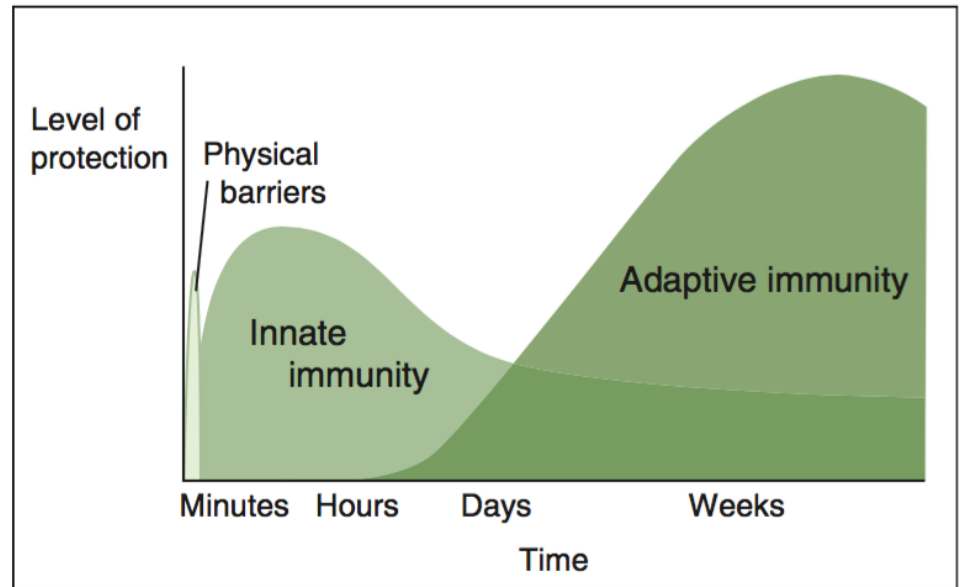 Level of
protection
Physical
barriers
Innate
immunity
Adaptive immunity
Minutes Hours Days Weeks
Time